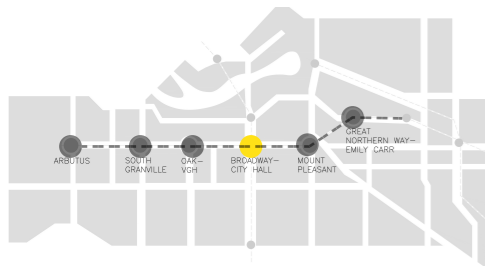 ARBUTUS
SOUTH
GRANVILLE
OAK–
VGH
BROADWAY–
CITY HALL
MOUNT
PLEASANT
GREAT
NORTHERN WAY–
EMILY CARR